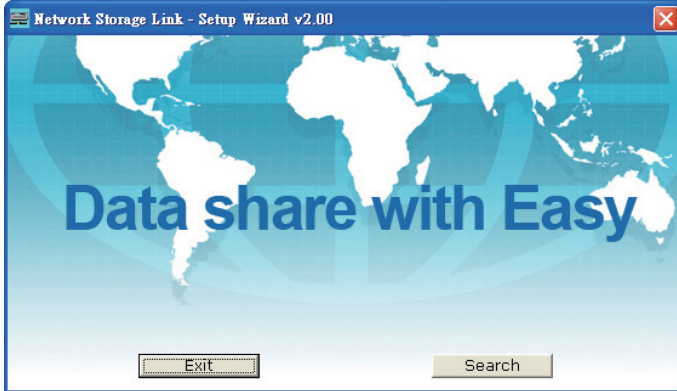 Network Storage Link - Setup Wizard v2.00
Data share with Easy
Exit Search